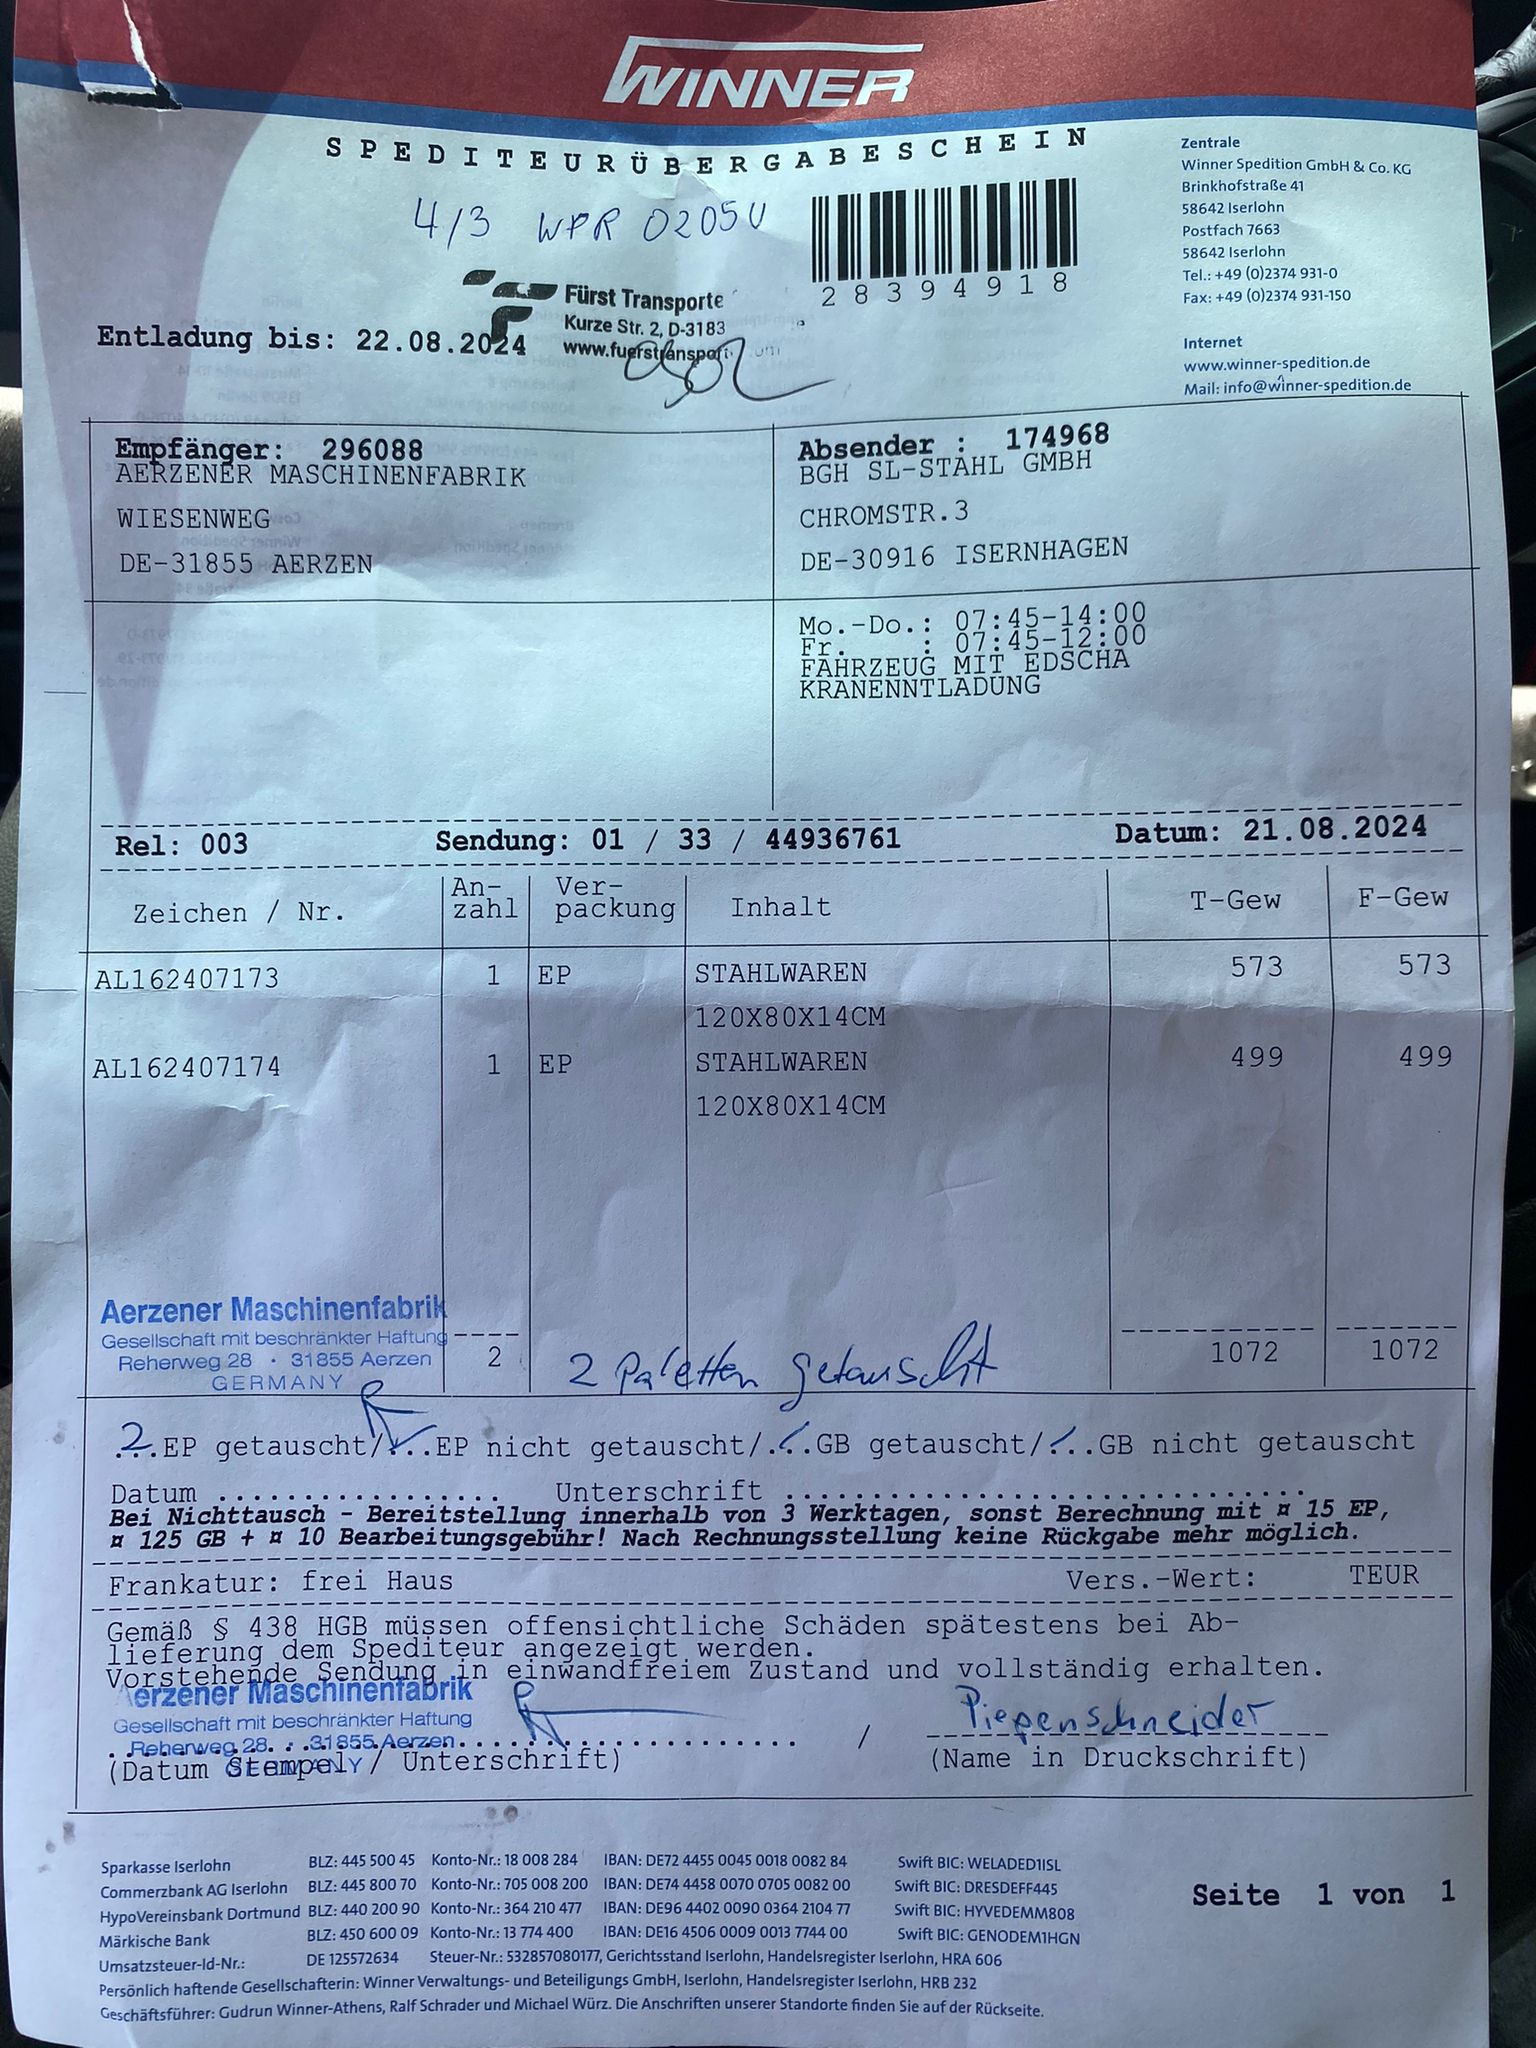 WINNER
SPEDITEURÜBERGABESCHEIN
Zentrale
Winner Spedition GmbH & Co. KG
Brinkhofstraße 41
58642 Iserlohn
Postfach 7663
58642 Iserlohn
Tel.: +49 (0)2374 931-0
Fax: +49 (0)2374 931-150
Internet
www.winner-spedition.de
Mail: info@winner-spedition.de
4/3 WPR 0205U
28394918
Fürst Transporte
Kurze Str. 2, D-3183
www.fuerstransport
Entladung bis: 22.08.2024
Empfänger: 296088
AERZENER MASCHINENFABRIK
WIESENWEG
DE-31855 AERZEN
Absender : 174968
BGH SL-STAHL GMBH
CHROMSTR.3
DE-30916 ISERNHAGEN
Mo.-Do.: 07:45-14:00
Fr. : 07:45-12:00
FAHRZEUG MIT EDSCHA
KRANENNTLADUNG
Rel: 003 Sendung: 01 / 33 / 44936761 Datum: 21.08.2024
Zeichen / Nr. An-zahl Ver-packung Inhalt T-Gew F-Gew
AL162407173 1 EP STAHLWAREN 573 573
120X80X14CM
AL162407174 1 EP STAHLWAREN 499 499
120X80X14CM
Aerzener Maschinenfabrik
Gesellschaft mit beschränkter Haftung
Reherweg 28 · 31855 Aerzen
GERMANY
2 2 Paletten getauscht 1072 1072
2 EP getauscht/...EP nicht getauscht/...GB getauscht/...GB nicht getauscht
Datum ................. Unterschrift ...............................
Bei Nichttausch - Bereitstellung innerhalb von 3 Werktagen, sonst Berechnung mit ¤ 15 EP,
¤ 125 GB + ¤ 10 Bearbeitungsgebühr! Nach Rechnungsstellung keine Rückgabe mehr möglich.
Frankatur: frei Haus Vers.-Wert: TEUR
Gemäß § 438 HGB müssen offensichtliche Schäden spätestens bei Ab-
lieferung dem Spediteur angezeigt werden.
Vorstehende Sendung in einwandfreiem Zustand und vollständig erhalten.
Aerzener Maschinenfabrik
Gesellschaft mit beschränkter Haftung
Reherweg 28 · 31855 Aerzen
GERMANY
/ Piepenschneider
(Datum Stempel / Unterschrift) (Name in Druckschrift)
Sparkasse Iserlohn BLZ: 445 500 45 Konto-Nr.: 18 008 284 IBAN: DE72 4455 0045 0018 0082 84 Swift BIC: WELADED1ISL
Commerzbank AG Iserlohn BLZ: 445 800 70 Konto-Nr.: 705 008 200 IBAN: DE74 4458 0070 0705 0082 00 Swift BIC: DRESDEFF445
HypoVereinsbank Dortmund BLZ: 440 200 90 Konto-Nr.: 364 210 477 IBAN: DE96 4402 0090 0364 2104 77 Swift BIC: HYVEDEMM808
Märkische Bank BLZ: 450 600 09 Konto-Nr.: 13 774 400 IBAN: DE16 4506 0009 0013 7744 00 Swift BIC: GENODEM1HGN
Umsatzsteuer-Id-Nr.: DE 125572634 Steuer-Nr.: 532857080177, Gerichtsstand Iserlohn, Handelsregister Iserlohn, HRA 606
Persönlich haftende Gesellschafterin: Winner Verwaltungs- und Beteiligungs GmbH, Iserlohn, Handelsregister Iserlohn, HRB 232
Geschäftsführer: Gudrun Winner-Athens, Ralf Schrader und Michael Würz. Die Anschriften unserer Standorte finden Sie auf der Rückseite.
Seite 1 von 1